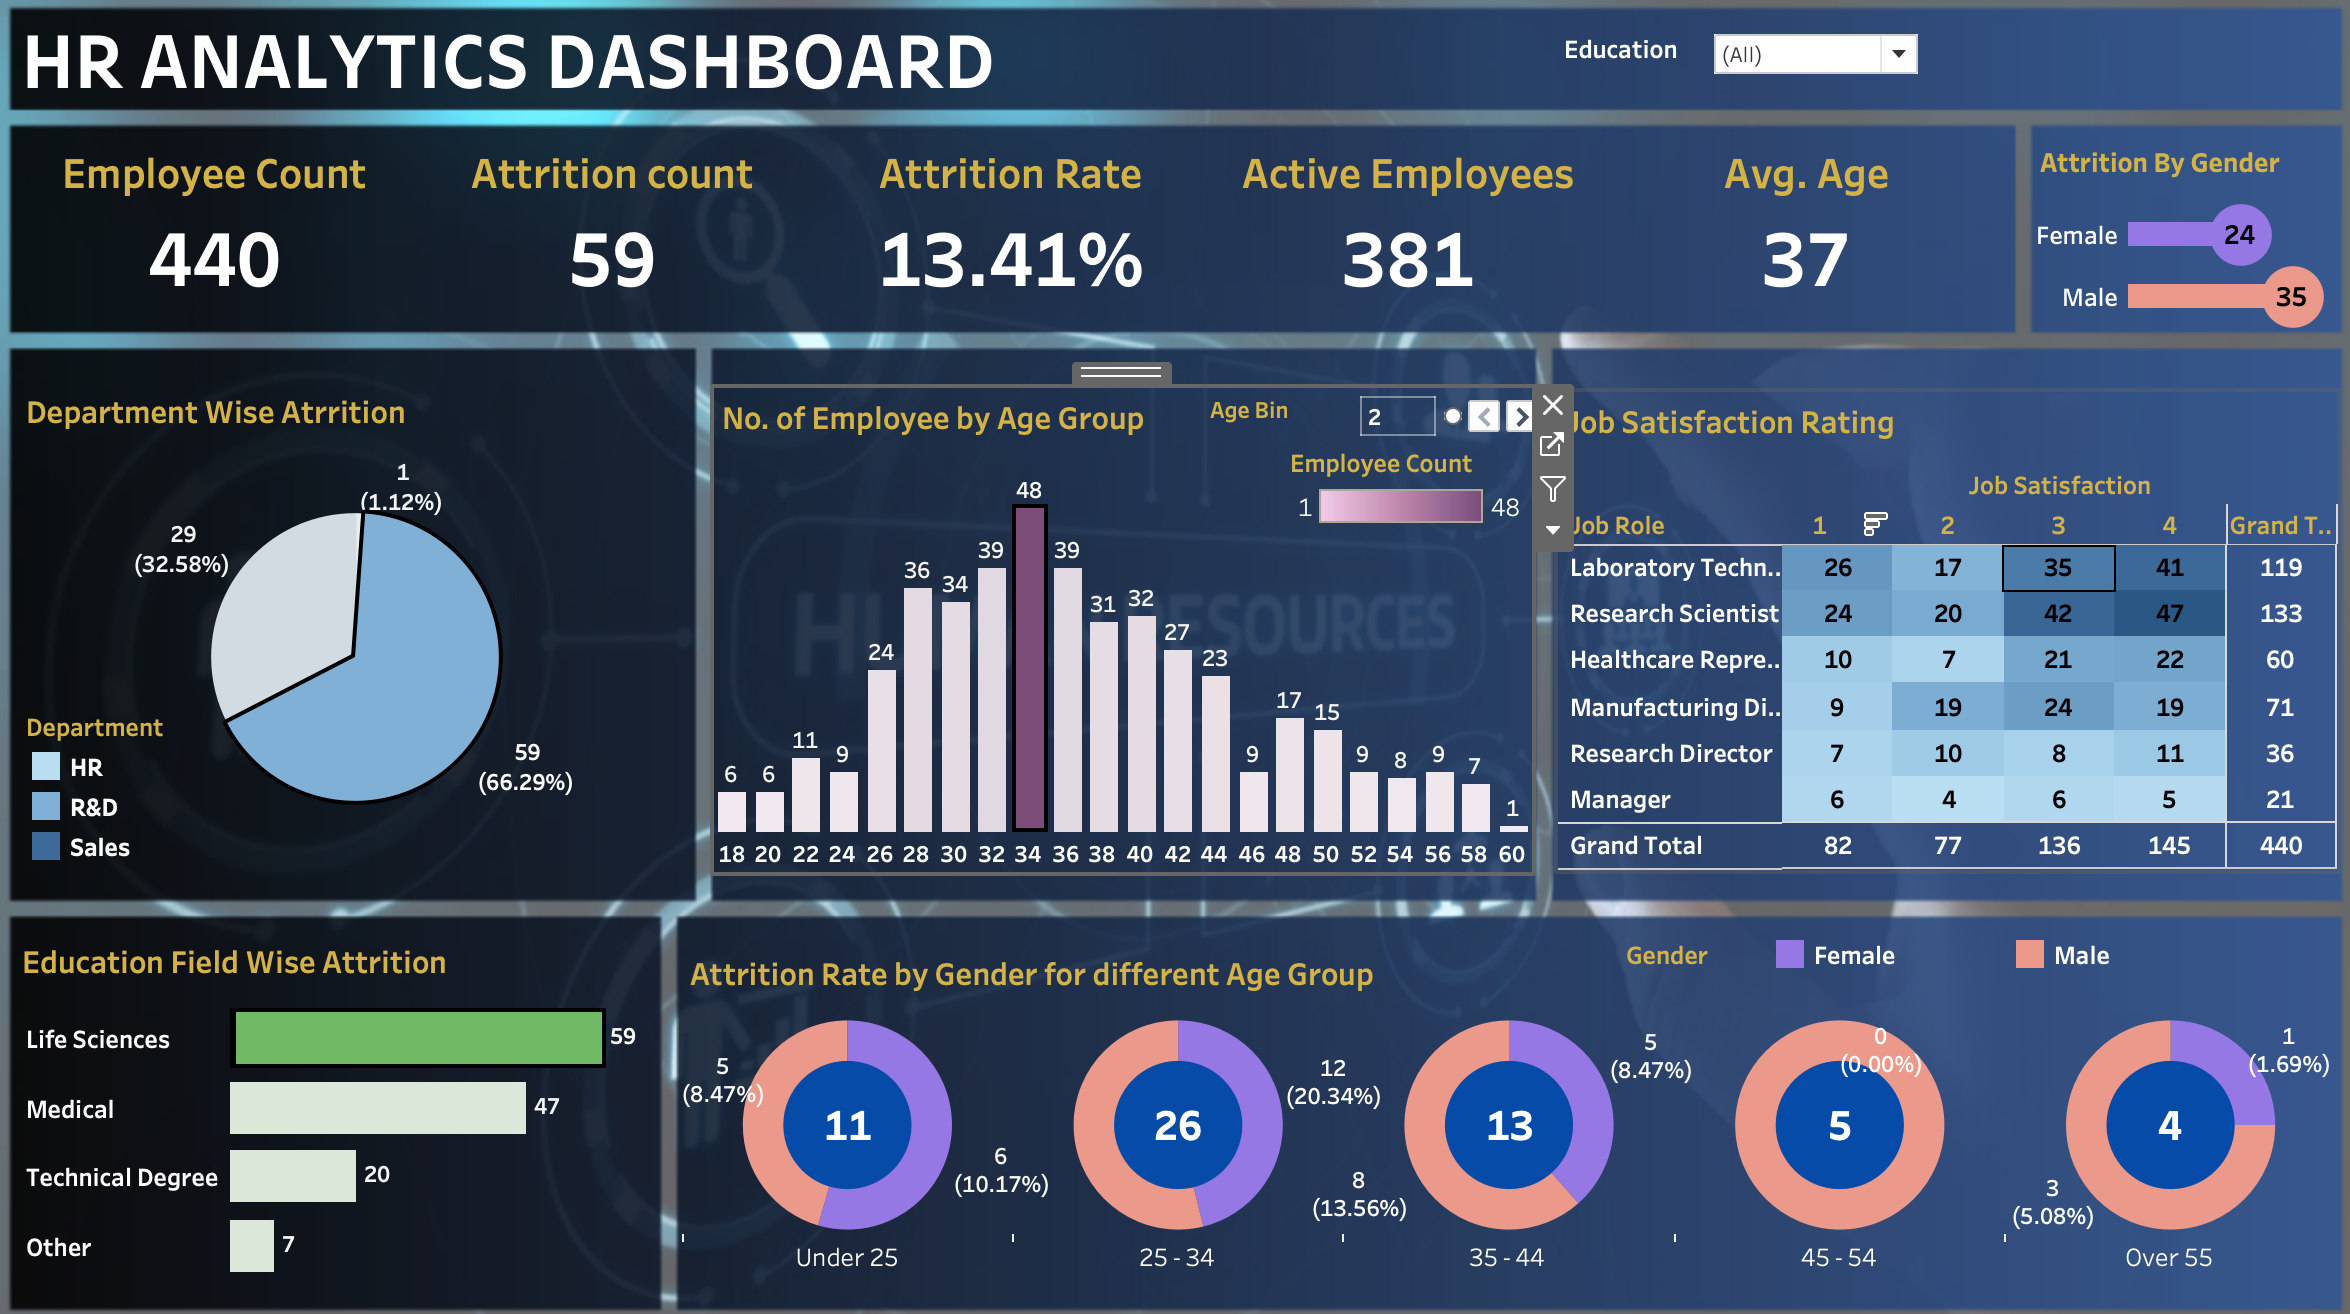 HR ANALYTICS DASHBOARD
Education (All)
Employee Count Attrition count Attrition Rate Active Employees Avg. Age
440 59 13.41% 381 37
Attrition By Gender
Female 24
Male 35
Department Wise Atrrition
1
(1.12%)
29
(32.58%)
59
(66.29%)
Department
HR
R&D
Sales
No. of Employee by Age Group
Age Bin 2
Employee Count
1 48
6 6 11 9 24 36 34 39 48 39 31 32 27 23 9 17 15 9 8 9 7 1
18 20 22 24 26 28 30 32 34 36 38 40 42 44 46 48 50 52 54 56 58 60
Job Satisfaction Rating
Job Satisfaction
Job Role 1 2 3 4 Grand T..
Laboratory Techn.. 26 17 35 41 119
Research Scientist 24 20 42 47 133
Healthcare Repre.. 10 7 21 22 60
Manufacturing Di.. 9 19 24 19 71
Research Director 7 10 8 11 36
Manager 6 4 6 5 21
Grand Total 82 77 136 145 440
Education Field Wise Attrition
Life Sciences 59
Medical 47
Technical Degree 20
Other 7
Attrition Rate by Gender for different Age Group
Gender Female Male
5
(8.47%)
11
6
(10.17%)
Under 25
26
12
(20.34%)
25 - 34
5
(8.47%)
13
8
(13.56%)
35 - 44
0
(0.00%)
5
45 - 54
1
(1.69%)
4
3
(5.08%)
Over 55